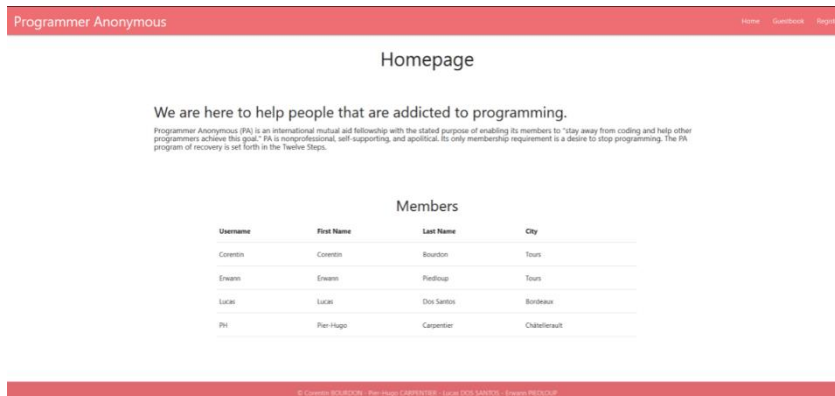 Programmer Anonymous
Home Guestbook Regist
Homepage
We are here to help people that are addicted to programming.
Programmer Anonymous (PA) is an international mutual aid fellowship with the stated purpose of enabling its members to "stay away from coding and help other
programmers achieve this goal." PA is nonprofessional, self-supporting, and apolitical. Its only membership requirement is a desire to stop programming. The PA
program of recovery is set forth in the Twelve Steps.
Members
Username First Name Last Name City
Corentin Corentin Bourdon Tours
Erwann Erwann Piedloup Tours
Lucas Lucas Dos Santos Bordeaux
PH Pier-Hugo Carpentier Châtellerault
© Corentin BOURDON - Pier-Hugo CARPENTIER - Lucas DOS SANTOS - Erwann PIEDLOUP